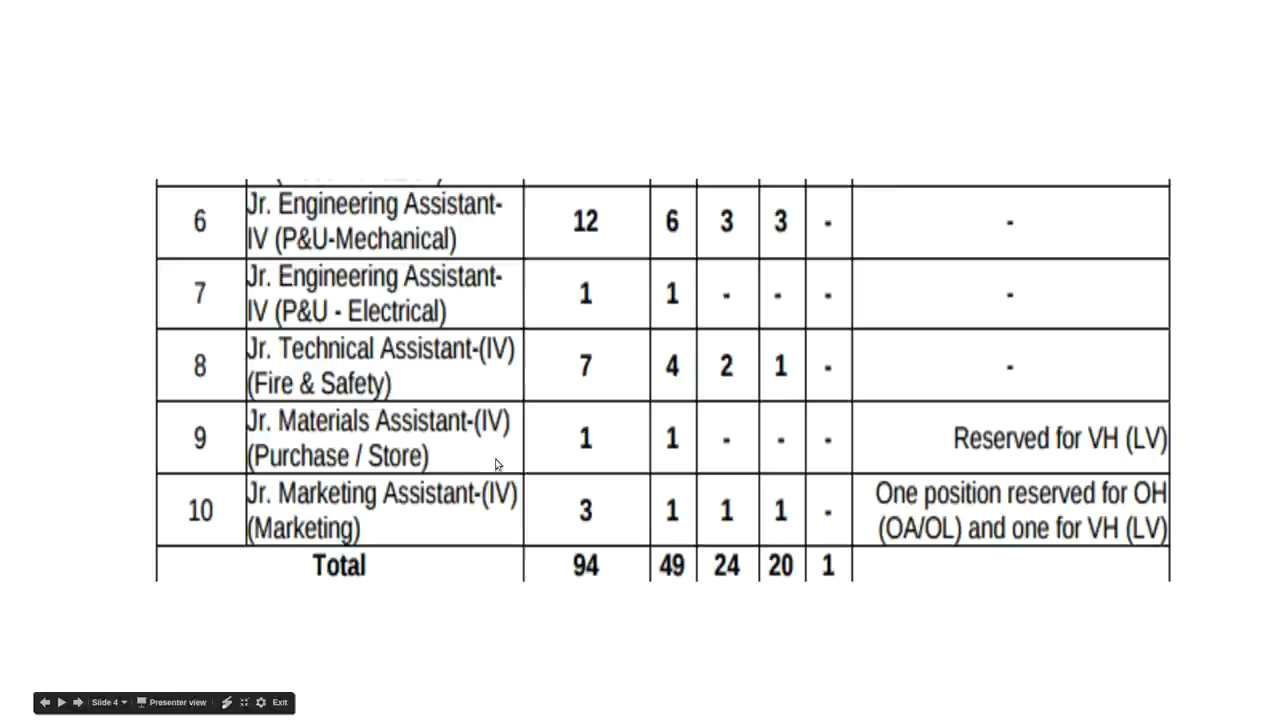 6 Jr. Engineering Assistant-
IV (P&U-Mechanical) 12 6 3 3 - -
7 Jr. Engineering Assistant-
IV (P&U - Electrical) 1 1 - - - -
8 Jr. Technical Assistant-(IV)
(Fire & Safety) 7 4 2 1 - -
9 Jr. Materials Assistant-(IV)
(Purchase / Store) 1 1 - - - Reserved for VH (LV)
10 Jr. Marketing Assistant-(IV)
(Marketing) 3 1 1 1 - One position reserved for OH
(OA/OL) and one for VH (LV)
Total 94 49 24 20 1
Slide 4 Presenter view Exit